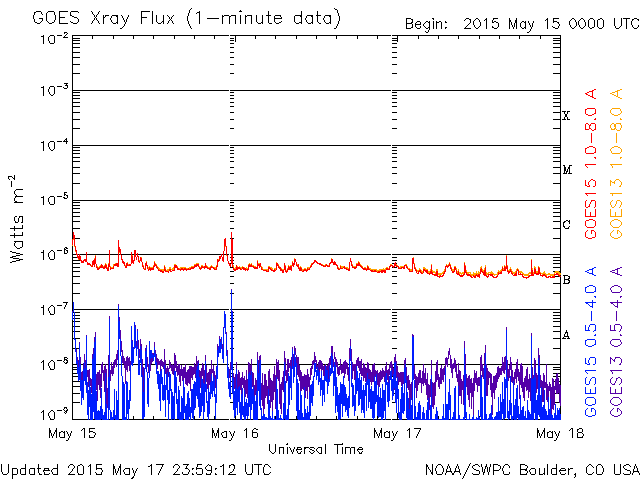 GOES Xray Flux (1-minute data)
Begin: 2015 May 15 0000 UTC
10-2
10-3
10-4
10-5
10-6
10-7
10-8
10-9
Watts m-2
X
M
C
B
A
GOES15 1.0-8.0 A
GOES13 1.0-8.0 A
GOES15 0.5-4.0 A
GOES13 0.5-4.0 A
May 15
May 16
May 17
May 18
Universal Time
Updated 2015 May 17 23:59:12 UTC
NOAA/SWPC Boulder, CO USA